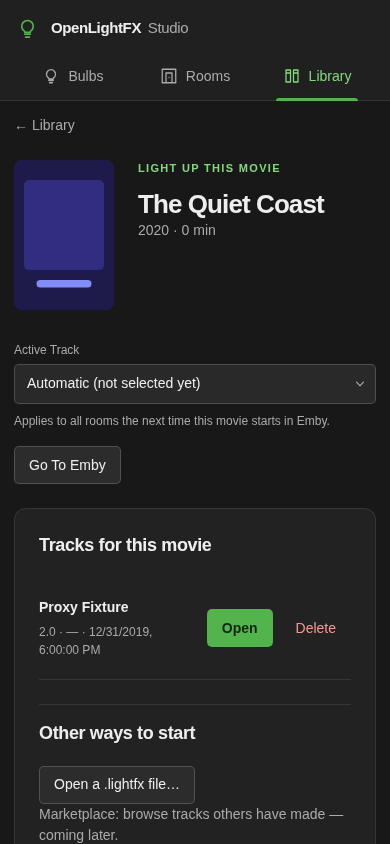 OpenLightFX Studio
Bulbs
Rooms
Library
← Library
LIGHT UP THIS MOVIE
The Quiet Coast
2020 · 0 min
Active Track
Automatic (not selected yet)
Applies to all rooms the next time this movie starts in Emby.
Go To Emby
Tracks for this movie
Proxy Fixture
2.0 · — · 12/31/2019,
6:00:00 PM
Open
Delete
Other ways to start
Open a .lightfx file…
Marketplace: browse tracks others have made —
coming later.